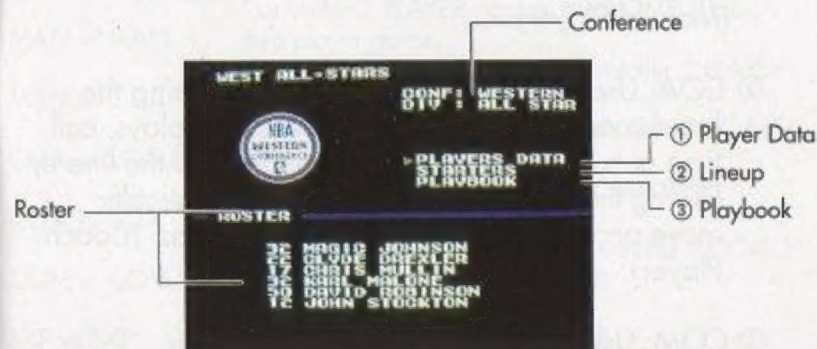 Conference
WEST ALL-STARS
CONF: WESTERN
DIV : ALL STAR
NBA
WESTERN
CONFERENCE
PLAYERS DATA
STARTERS
PLAYBOOK
① Player Data
② Lineup
③ Playbook
Roster
ROSTER
32 MAGIC JOHNSON
22 CLYDE DREXLER
17 CHRIS MULLIN
32 KARL MALONE
50 DAVID ROBINSON
12 JOHN STOCKTON